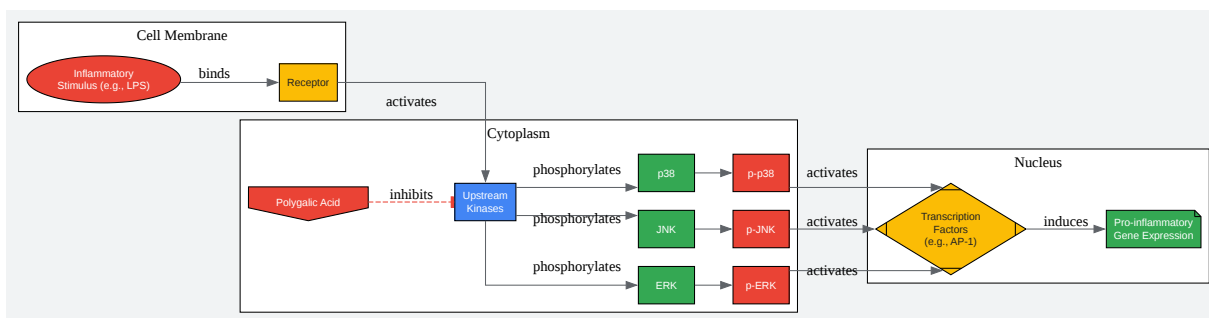 Cell Membrane
Inflammatory
Stimulus (e.g., LPS)
binds
Receptor
activates
Cytoplasm
Polygalic Acid
inhibits
Upstream
Kinases
phosphorylates
p38
p-p38
activates
phosphorylates
JNK
p-JNK
activates
phosphorylates
ERK
p-ERK
activates
Nucleus
Transcription
Factors
(e.g., AP-1)
induces
Pro-inflammatory
Gene Expression